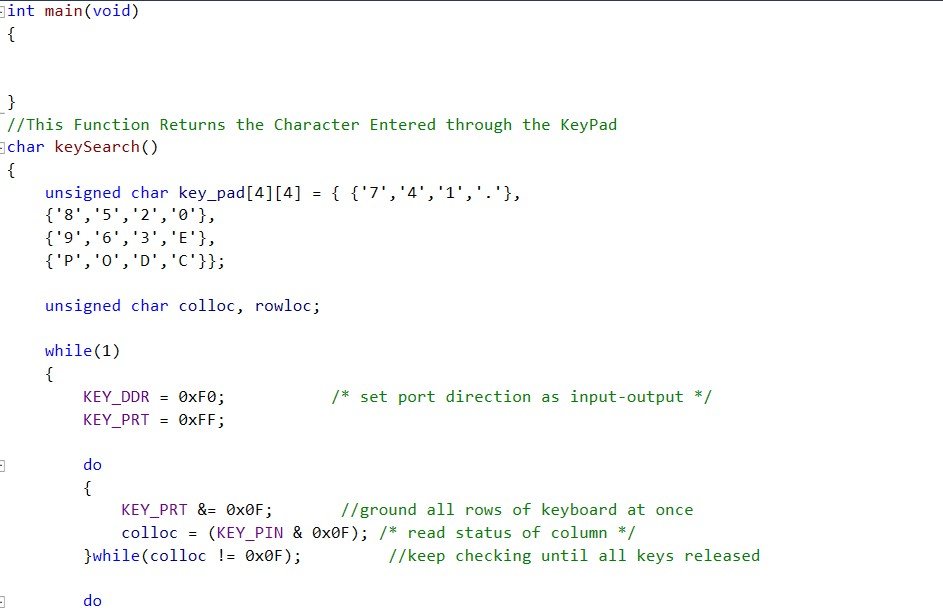 int main(void)
{
}
//This Function Returns the Character Entered through the KeyPad
char keySearch()
{
unsigned char key_pad[4][4] = { {'7','4','1','.'},
{'8','5','2','0'},
{'9','6','3','E'},
{'P','O','D','C'}};
unsigned char colloc, rowloc;
while(1)
{
KEY_DDR = 0xF0; /* set port direction as input-output */
KEY_PRT = 0xFF;
do
{
KEY_PRT &= 0x0F; //ground all rows of keyboard at once
colloc = (KEY_PIN & 0x0F); /* read status of column */
}while(colloc != 0x0F); //keep checking until all keys released
do